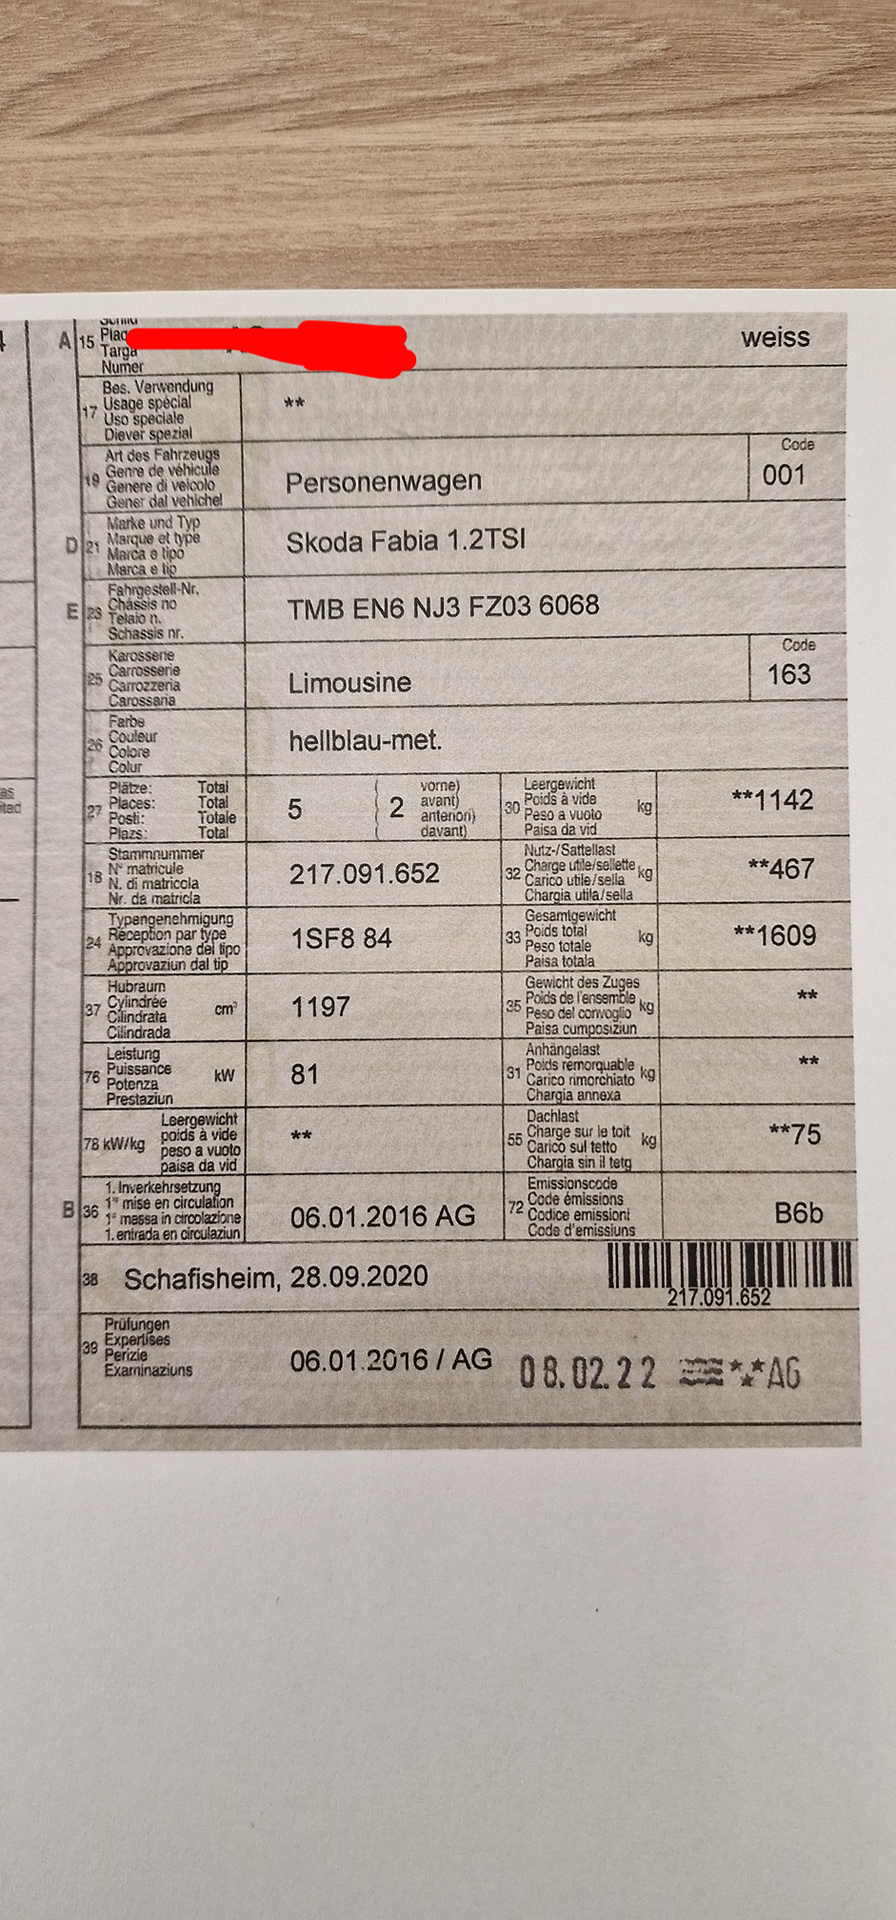 A 15 Plaq weiss
Targa
Numer
17 Bes. Verwendung **
Usage spécial
Uso speciale
Diever spezial
19 Art des Fahrzeugs Personenwagen Code 001
Genre de véhicule
Genere di veicolo
Gener dal vehichel
D 21 Marke und Typ Skoda Fabia 1.2TSI
Marque et type
Marca e tipo
Marca e tip
E 23 Fahrgestell-Nr. TMB EN6 NJ3 FZ03 6068
Châssis no
Telaio n.
Schassis nr.
25 Karosserie Limousine Code 163
Carrosserie
Carrozzeria
Carossaria
26 Farbe hellblau-met.
Couleur
Colore
Colur
27 Plätze: Total 5 ( 2 vorne)
Places: Total avant)
Posti: Totale anteriori)
Plazs: Total davant)
30 Leergewicht kg **1142
Poids à vide
Peso a vuoto
Paisa da vid
18 Stammnummer 217.091.652
N° matricule
N. di matricola
Nr. da matricla
32 Nutz-/Sattellast kg **467
Charge utile/sellette
Carico utile/sella
Chargia utila/sella
24 Typengenehmigung 1SF8 84
Réception par type
Approvazione del tipo
Approvaziun dal tip
33 Gesamtgewicht kg **1609
Poids total
Peso totale
Paisa totala
37 Hubraum cm³ 1197
Cylindrée
Cilindrata
Cilindrada
35 Gewicht des Zuges kg **
Poids de l'ensemble
Peso del convoglio
Paisa cumposiziun
76 Leistung kW 81
Puissance
Potenza
Prestaziun
31 Anhängelast kg **
Poids remorquable
Carico rimorchiato
Chargia annexa
78 kW/kg Leergewicht **
poids à vide
peso a vuoto
paisa da vid
55 Dachlast kg **75
Charge sur le toit
Carico sul tetto
Chargia sin il tetg
B 36 1. Inverkehrsetzung 06.01.2016 AG
1re mise en circulation
1a massa in circolazione
1. entrada en circulaziun
72 Emissionscode B6b
Code émissions
Codice emissioni
Code d'emissiuns
38 Schafisheim, 28.09.2020
217.091.652
39 Prüfungen 06.01.2016 / AG 08.02.22 AG
Expertises
Perizie
Examinaziuns